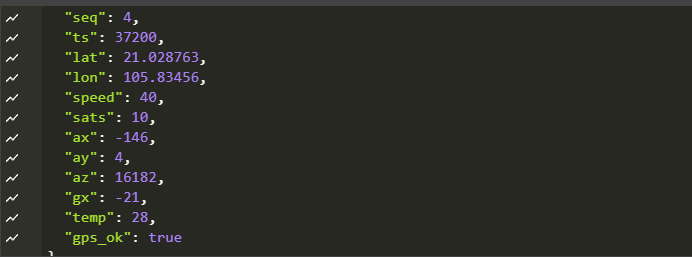 "seq": 4,
"ts": 37200,
"lat": 21.028763,
"lon": 105.83456,
"speed": 40,
"sats": 10,
"ax": -146,
"ay": 4,
"az": 16182,
"gx": -21,
"temp": 28,
"gps_ok": true
}